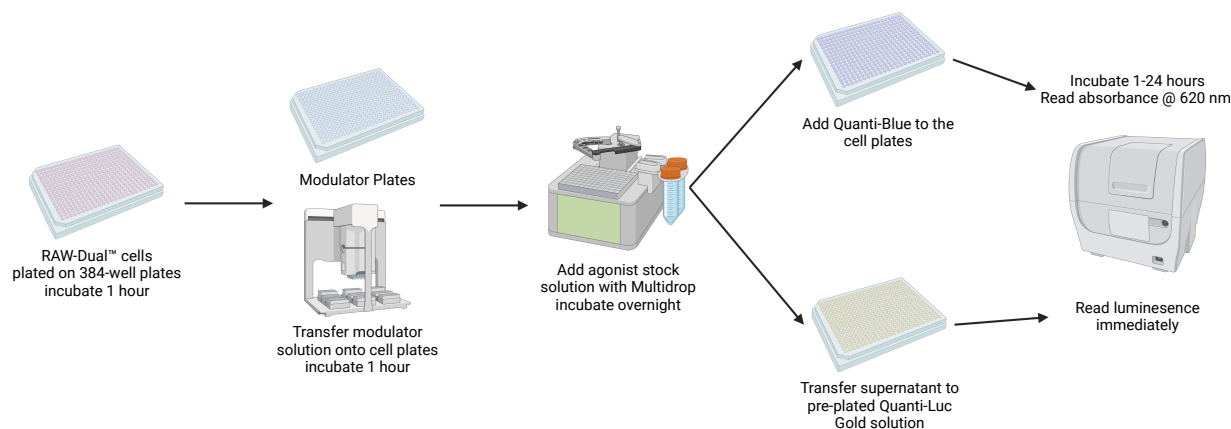 RAW-Dual™ cells
plated on 384-well plates
incubate 1 hour
Modulator Plates
Transfer modulator
solution onto cell plates
incubate 1 hour
Add agonist stock
solution with Multidrop
incubate overnight
Add Quanti-Blue to the
cell plates
Incubate 1-24 hours
Read absorbance @ 620 nm
Transfer supernatant to
pre-plated Quanti-Luc
Gold solution
Read luminesence
immediately